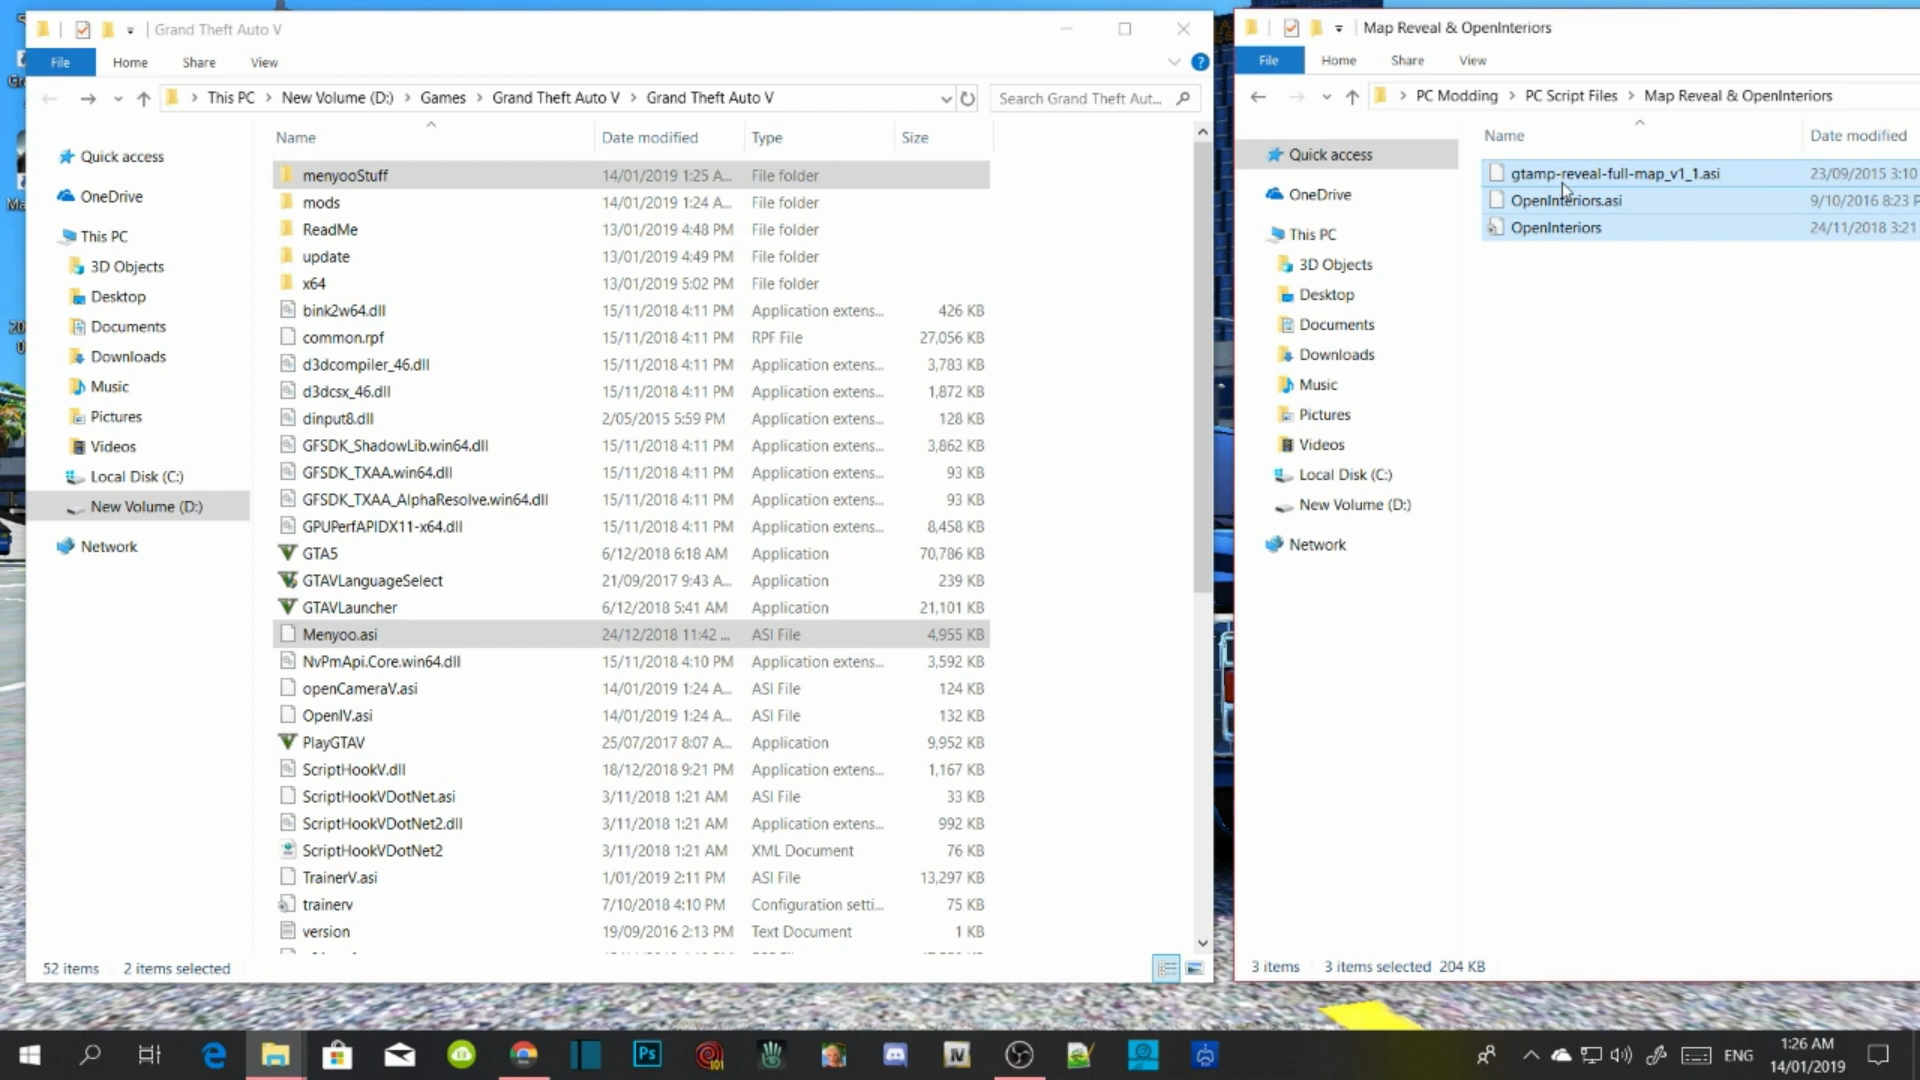 Grand Theft Auto V
File Home Share View
This PC > New Volume (D:) > Games > Grand Theft Auto V > Grand Theft Auto V
Search Grand Theft Aut...
Quick access
OneDrive
This PC
3D Objects
Desktop
Documents
Downloads
Music
Pictures
Videos
Local Disk (C:)
New Volume (D:)
Network
Name Date modified Type Size
menyooStuff 14/01/2019 1:25 A... File folder
mods 14/01/2019 1:24 A... File folder
ReadMe 13/01/2019 4:48 PM File folder
update 13/01/2019 4:49 PM File folder
x64 13/01/2019 5:02 PM File folder
bink2w64.dll 15/11/2018 4:11 PM Application extens... 426 KB
common.rpf 15/11/2018 4:11 PM RPF File 27,056 KB
d3dcompiler_46.dll 15/11/2018 4:11 PM Application extens... 3,783 KB
d3dcsx_46.dll 15/11/2018 4:11 PM Application extens... 1,872 KB
dinput8.dll 2/05/2015 5:59 PM Application extens... 128 KB
GFSDK_ShadowLib.win64.dll 15/11/2018 4:11 PM Application extens... 3,862 KB
GFSDK_TXAA.win64.dll 15/11/2018 4:11 PM Application extens... 93 KB
GFSDK_TXAA_AlphaResolve.win64.dll 15/11/2018 4:11 PM Application extens... 93 KB
GPUPerfAPIDX11-x64.dll 15/11/2018 4:11 PM Application extens... 8,458 KB
GTA5 6/12/2018 6:18 AM Application 70,786 KB
GTAVLanguageSelect 21/09/2017 9:43 A... Application 239 KB
GTAVLauncher 6/12/2018 5:41 AM Application 21,101 KB
Menyoo.asi 24/12/2018 11:42 ... ASI File 4,955 KB
NvPmApi.Core.win64.dll 15/11/2018 4:10 PM Application extens... 3,592 KB
openCameraV.asi 14/01/2019 1:24 A... ASI File 124 KB
OpenIV.asi 14/01/2019 1:24 A... ASI File 132 KB
PlayGTAV 25/07/2017 8:07 A... Application 9,952 KB
ScriptHookV.dll 18/12/2018 9:21 PM Application extens... 1,167 KB
ScriptHookVDotNet.asi 3/11/2018 1:21 AM ASI File 33 KB
ScriptHookVDotNet2.dll 3/11/2018 1:21 AM Application extens... 992 KB
ScriptHookVDotNet2 3/11/2018 1:21 AM XML Document 76 KB
TrainerV.asi 1/01/2019 2:11 PM ASI File 13,297 KB
trainerv 7/10/2018 4:10 PM Configuration setti... 75 KB
version 19/09/2016 2:13 PM Text Document 1 KB
52 items 2 items selected
Map Reveal & OpenInteriors
File Home Share View
> PC Modding > PC Script Files > Map Reveal & OpenInteriors
Quick access
OneDrive
This PC
3D Objects
Desktop
Documents
Downloads
Music
Pictures
Videos
Local Disk (C:)
New Volume (D:)
Network
Name Date modified
gtamp-reveal-full-map_v1_1.asi 23/09/2015 3:10
OpenInteriors.asi 9/10/2016 8:23 P
OpenInteriors 24/11/2018 3:21
3 items 3 items selected 204 KB
Ps
101
IV
ENG
1:26 AM
14/01/2019